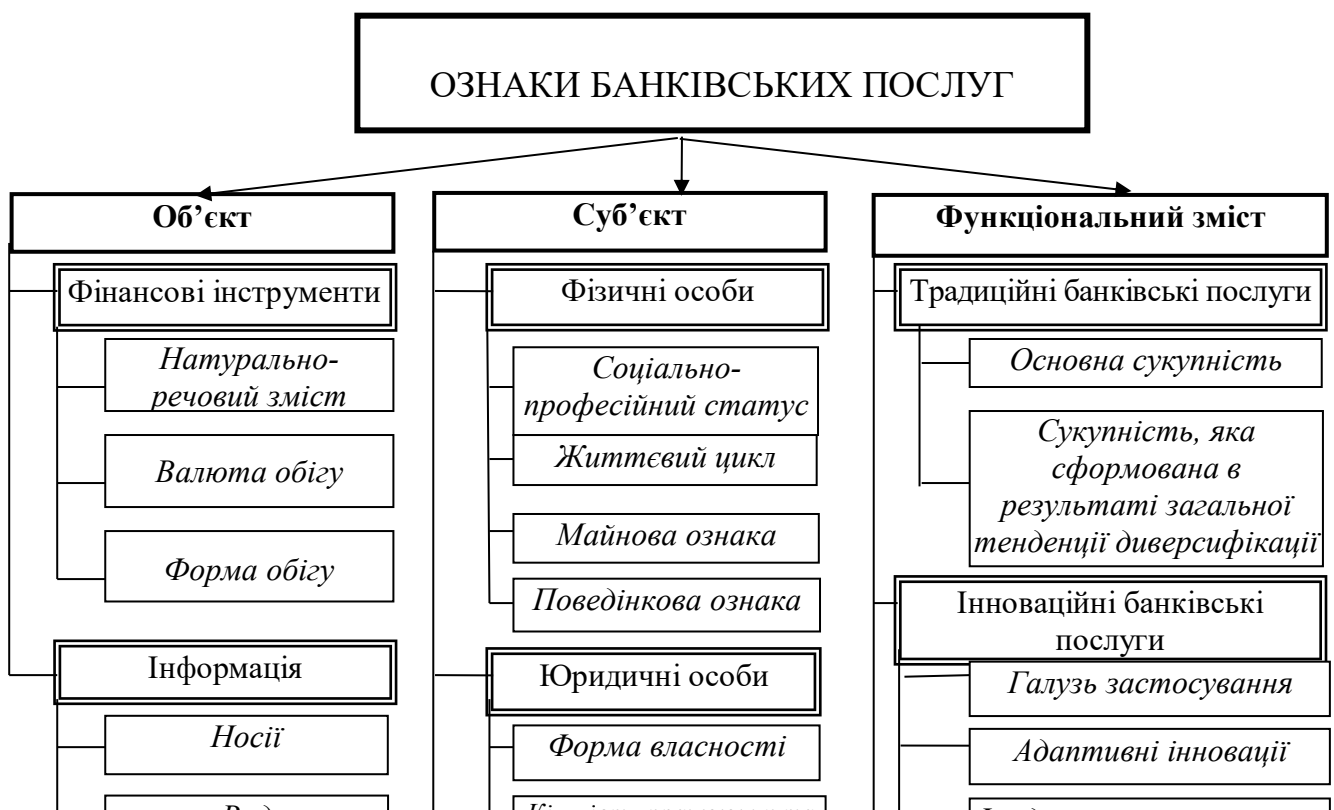 ОЗНАКИ БАНКІВСЬКИХ ПОСЛУГ
Об’єкт
Фінансові інструменти
Натурально-
речовий зміст
Валюта обігу
Форма обігу
Інформація
Носії
Суб’єкт
Фізичні особи
Соціально-
професійний статус
Життєвий цикл
Майнова ознака
Поведінкова ознака
Юридичні особи
Форма власності
Функціональний зміст
Традиційні банківські послуги
Основна сукупність
Сукупність, яка
сформована в
результаті загальної
тенденції диверсифікації
Інноваційні банківські
послуги
Галузь застосування
Адаптивні інновації